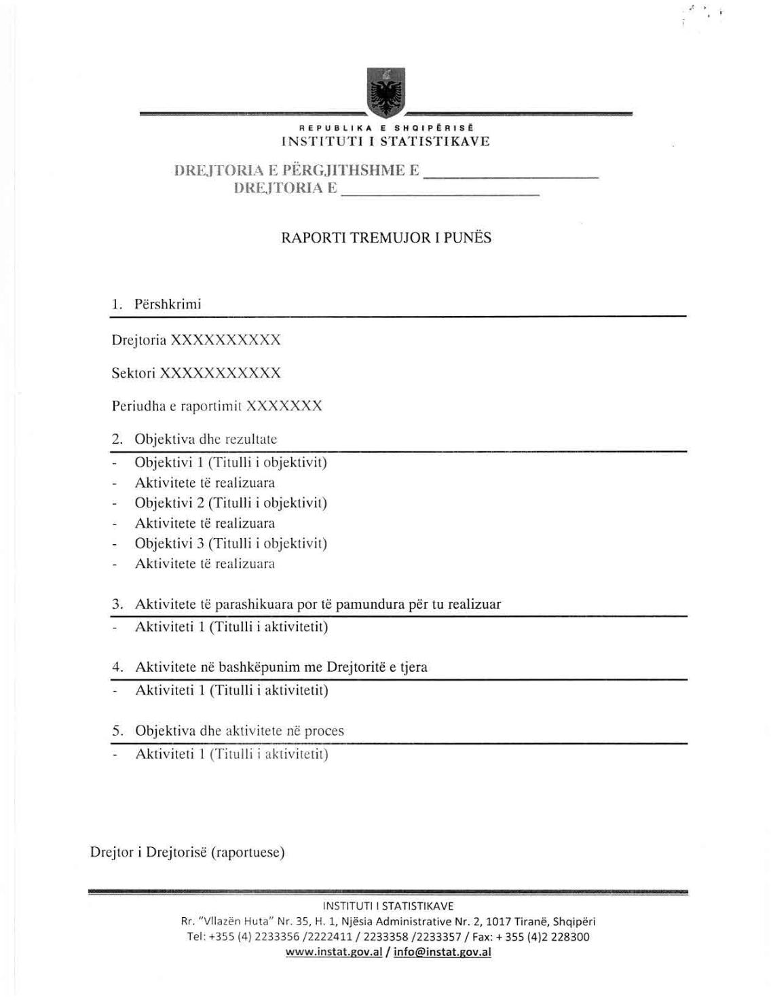 REPUBLIKA E SHQIPËRISË
INSTITUTI I STATISTIKAVE
DREJTORIA E PËRGJITHSHME E ____________________
DREJTORIA E ____________________
RAPORTI TREMUJOR I PUNËS
1. Përshkrimi
Drejtoria XXXXXXXXXX
Sektori XXXXXXXXXXX
Periudha e raportimit XXXXXXX
2. Objektiva dhe rezultate
- Objektivi 1 (Titulli i objektivit)
- Aktivitete të realizuara
- Objektivi 2 (Titulli i objektivit)
- Aktivitete të realizuara
- Objektivi 3 (Titulli i objektivit)
- Aktivitete të realizuara
3. Aktivitete të parashikuara por të pamundura për tu realizuar
- Aktiviteti 1 (Titulli i aktivitetit)
4. Aktivitete në bashkëpunim me Drejtoritë e tjera
- Aktiviteti 1 (Titulli i aktivitetit)
5. Objektiva dhe aktivitete në proces
- Aktiviteti 1 (Titulli i aktivitetit)
Drejtor i Drejtorisë (raportuese)
INSTITUTI I STATISTIKAVE
Rr. "Vllazën Huta" Nr. 35, H. 1, Njësia Administrative Nr. 2, 1017 Tiranë, Shqipëri
Tel: +355 (4) 2233356 /2222411 / 2233358 /2233357 / Fax: + 355 (4)2 228300
www.instat.gov.al / info@instat.gov.al